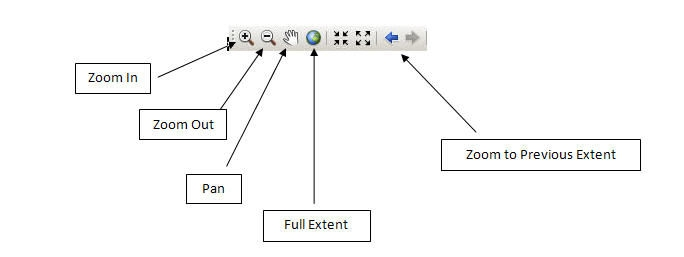 Zoom In
Zoom Out
Pan
Full Extent
Zoom to Previous Extent